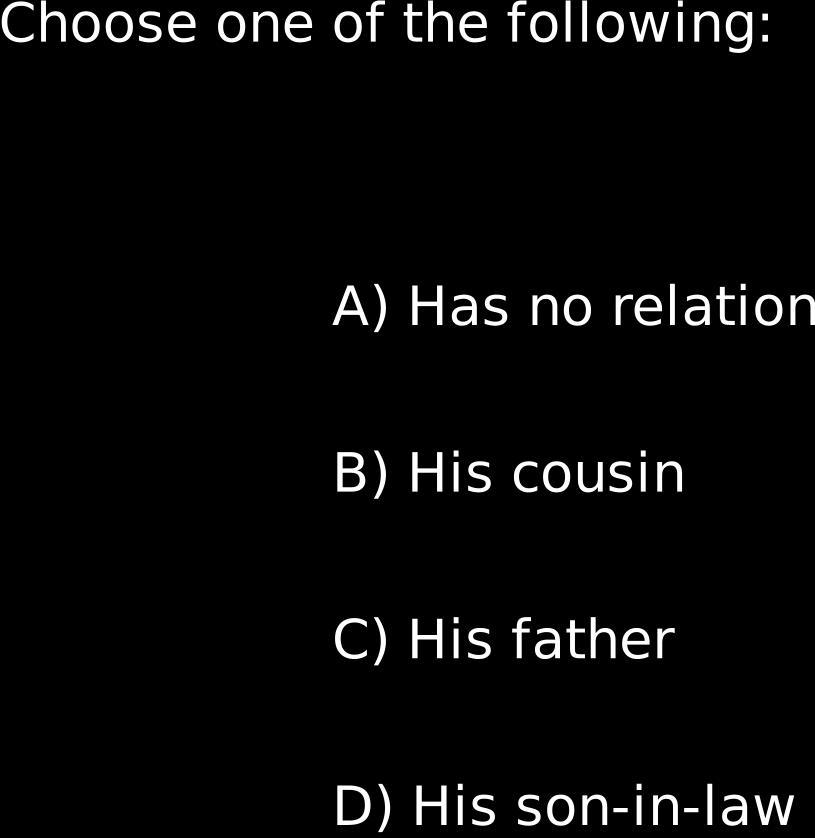 Choose one of the following:
A) Has no relation
B) His cousin
C) His father
D) His son-in-law